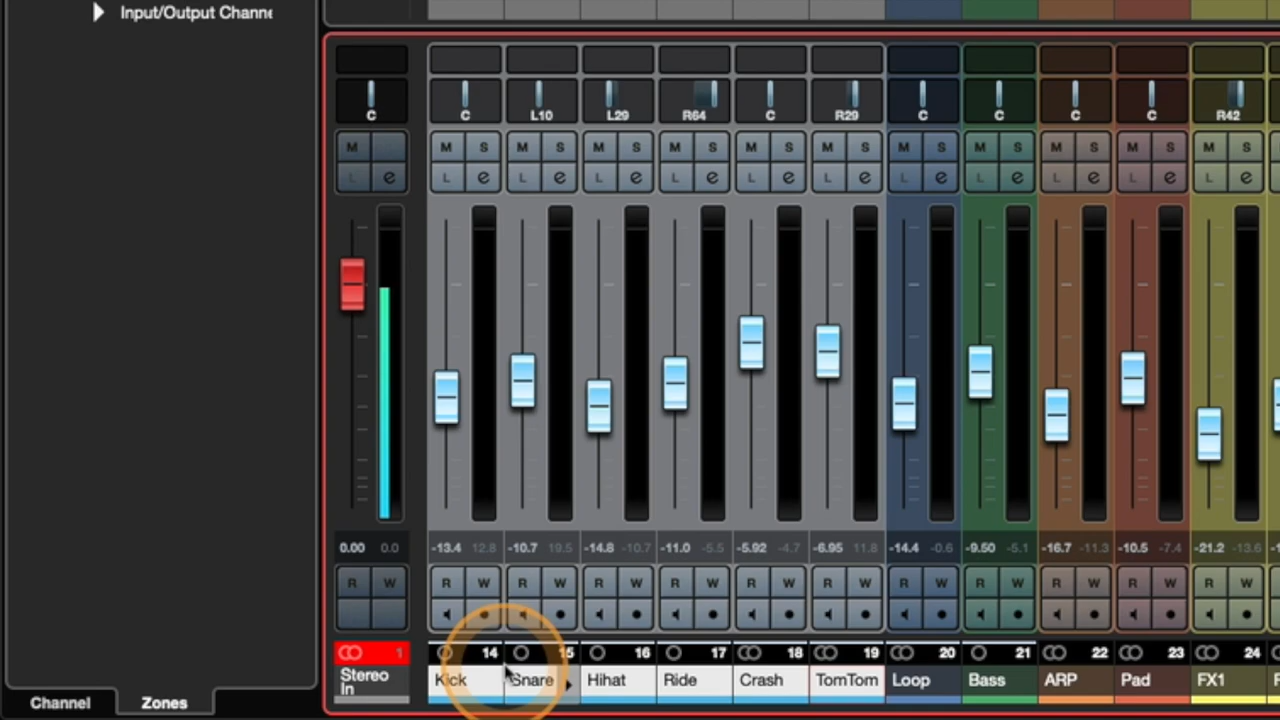 Input/Output Channe
C C L10 L29 R64 C R29 C C C C R42
M M S M S M S M S M S M S M S M S M S M S M S
L e L e L e L e L e L e L e L e L e L e L e L e
0.00 0.0 -13.4 12.8 -10.7 19.5 -14.8 -10.7 -11.0 -5.5 -5.92 -4.7 -6.95 11.8 -14.4 -0.6 -9.50 -5.1 -16.7 -11.3 -10.5 -7.4 -21.2 -13.6
R W R W R W R W R W R W R W R W R W R W R W R W
1 14 15 16 17 18 19 20 21 22 23 24
Stereo In Kick Snare Hihat Ride Crash TomTom Loop Bass ARP Pad FX1
Channel Zones